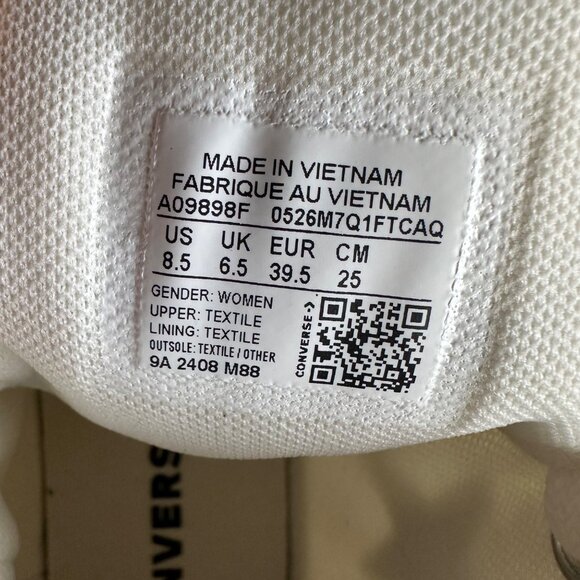 MADE IN VIETNAM
FABRIQUE AU VIETNAM
A09898F 0526M7Q1FTCAQ
US UK EUR CM
8.5 6.5 39.5 25
GENDER: WOMEN
UPPER: TEXTILE
LINING: TEXTILE
OUTSOLE: TEXTILE / OTHER
9A 2408 M88
CONVERSE->
NVERS